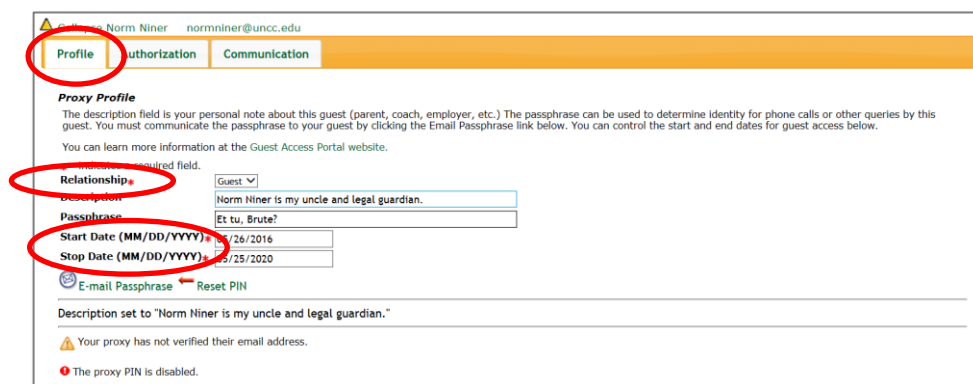 Collapse Norm Niner normniner@uncc.edu
Profile Authorization Communication
Proxy Profile
The description field is your personal note about this guest (parent, coach, employer, etc.) The passphrase can be used to determine identity for phone calls or other queries by this
guest. You must communicate the passphrase to your guest by clicking the Email Passphrase link below. You can control the start and end dates for guest access below.
You can learn more information at the Guest Access Portal website.
indicates a required field.
Relationship* Guest
Description Norm Niner is my uncle and legal guardian.
Passphrase Et tu, Brute?
Start Date (MM/DD/YYYY)* 05/26/2016
Stop Date (MM/DD/YYYY)* 05/25/2020
E-mail Passphrase Reset PIN
Description set to "Norm Niner is my uncle and legal guardian."
Your proxy has not verified their email address.
The proxy PIN is disabled.